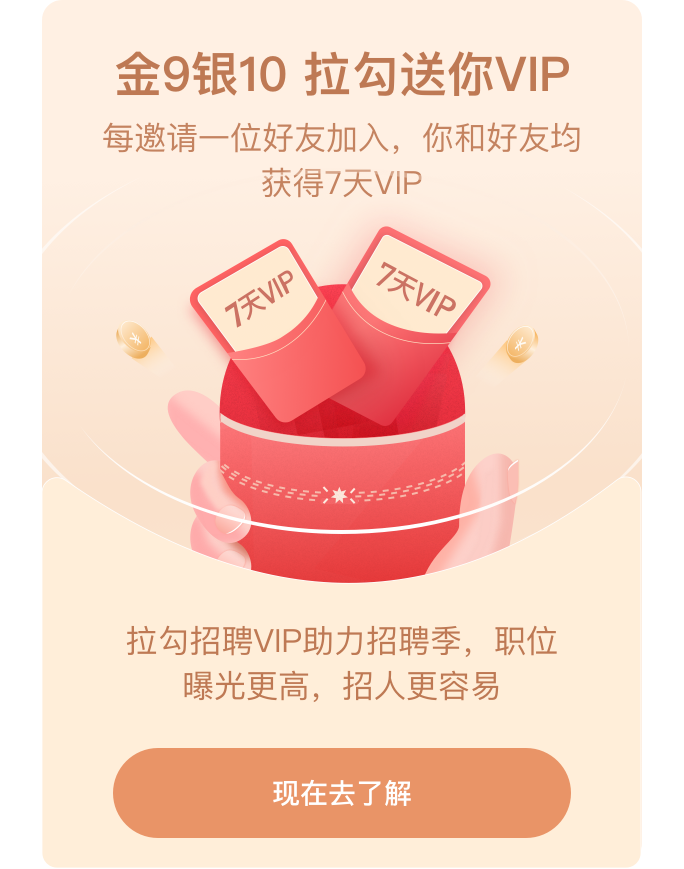 金9银10 拉勾送你VIP
每邀请一位好友加入，你和好友均
获得7天VIP
7天VIP
7天VIP
拉勾招聘VIP助力招聘季，职位
曝光更高，招人更容易
现在去了解